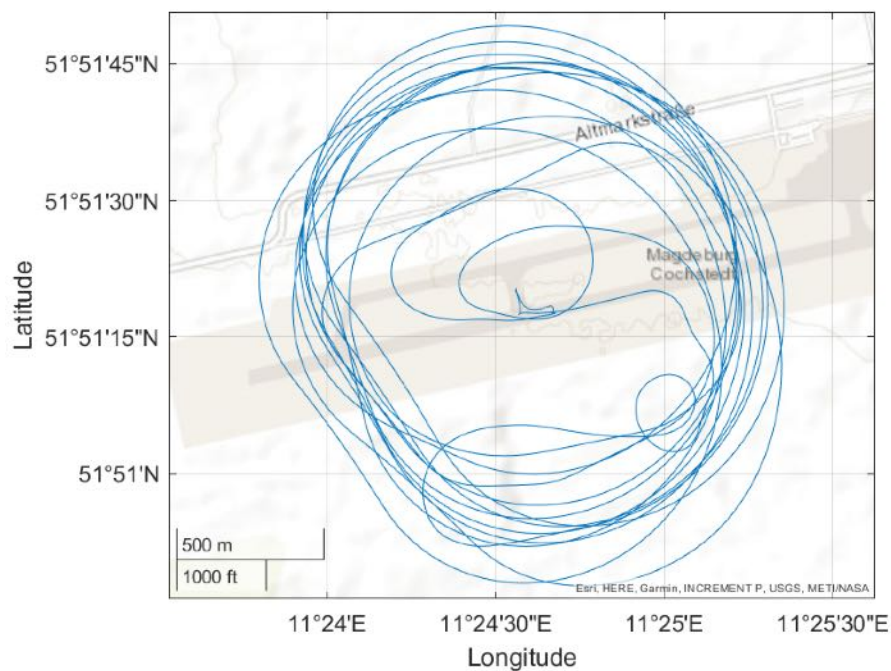 51°51'45"N
51°51'30"N
51°51'15"N
51°51'N
Latitude
Altmarkstraße
Magdeburg
Cochstedt
500 m
1000 ft
Esri, HERE, Garmin, INCREMENT P, USGS, METI/NASA
11°24'E
11°24'30"E
11°25'E
11°25'30"E
Longitude